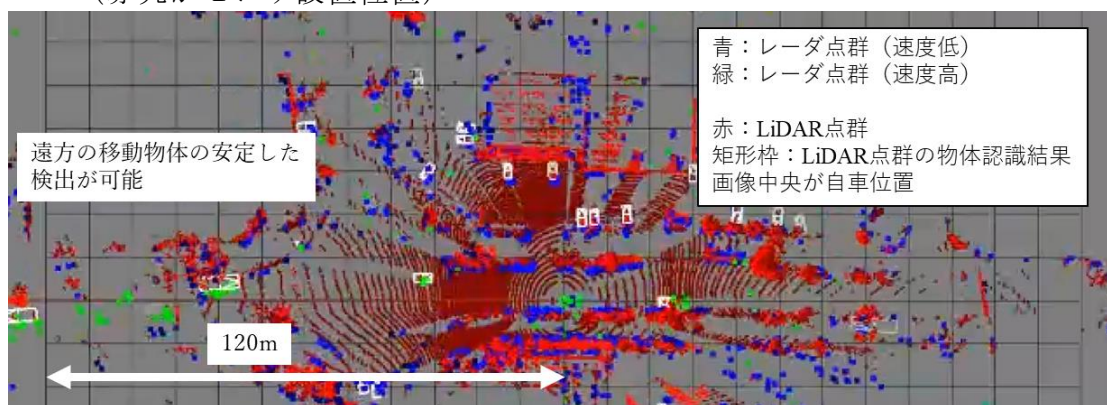 青：レーダ点群（速度低）
緑：レーダ点群（速度高）
赤：LiDAR点群
矩形枠：LiDAR点群の物体認識結果
画像中央が自車位置
遠方の移動物体の安定した
検出が可能
120m